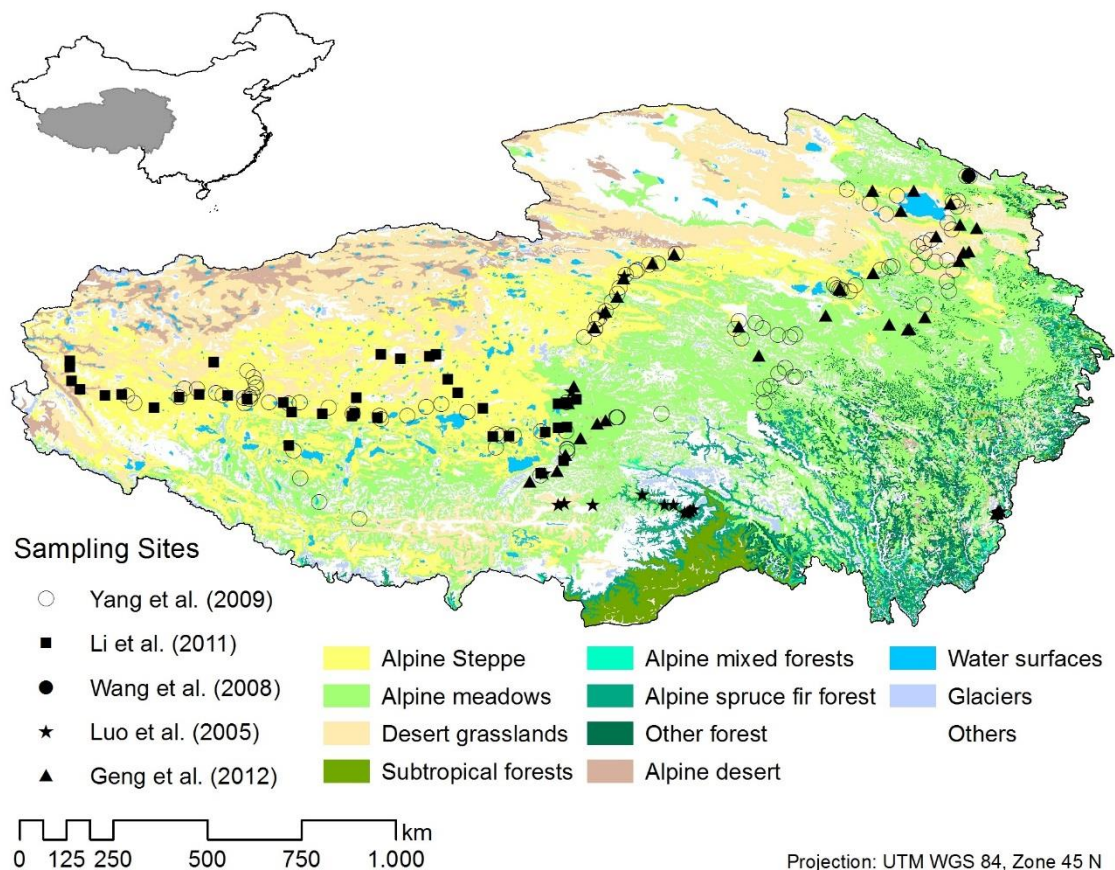 Sampling Sites
Yang et al. (2009)
Li et al. (2011)
Wang et al. (2008)
Luo et al. (2005)
Geng et al. (2012)
Alpine Steppe
Alpine meadows
Desert grasslands
Subtropical forests
Alpine mixed forests
Alpine spruce fir forest
Other forest
Alpine desert
Water surfaces
Glaciers
Others
km
0 125 250 500 750 1.000
Projection: UTM WGS 84, Zone 45 N